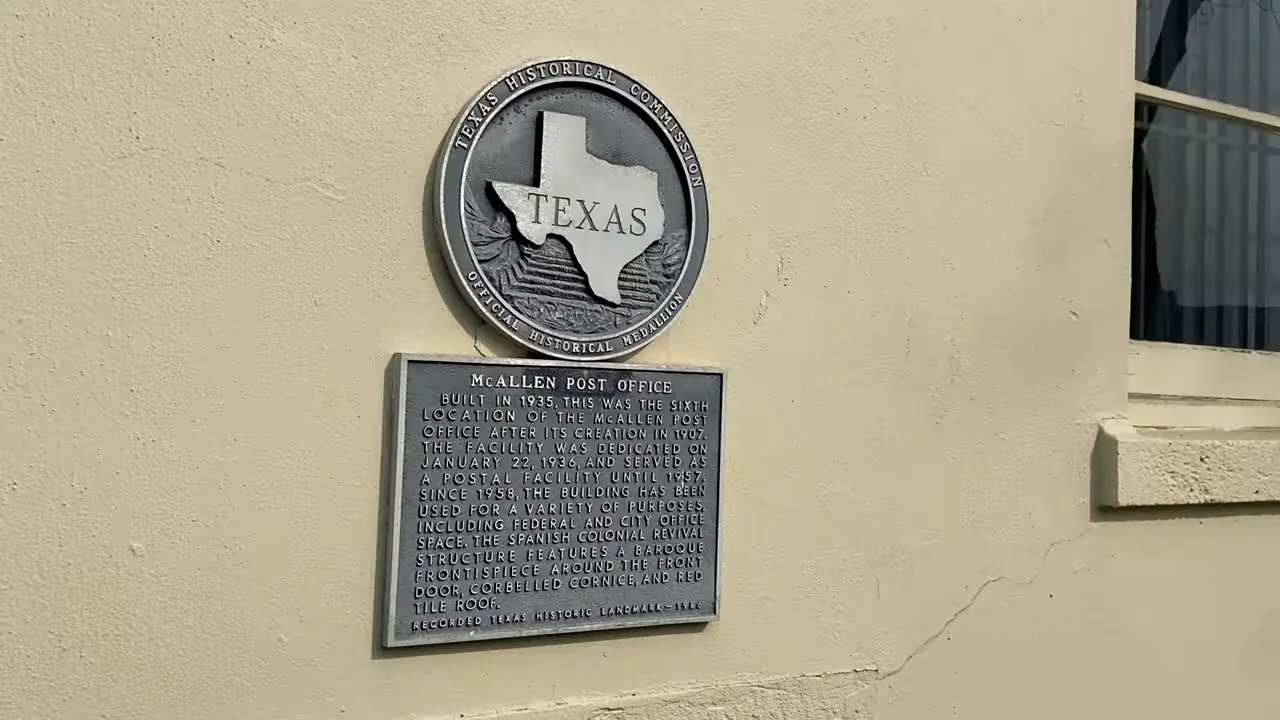 TEXAS HISTORICAL COMMISSION
TEXAS
OFFICIAL HISTORICAL MEDALLION
McALLEN POST OFFICE
BUILT IN 1935, THIS WAS THE SIXTH
LOCATION OF THE McALLEN POST
OFFICE AFTER ITS CREATION IN 1907.
THE FACILITY WAS DEDICATED ON
JANUARY 22, 1936, AND SERVED AS
A POSTAL FACILITY UNTIL 1957.
SINCE 1958, THE BUILDING HAS BEEN
USED FOR A VARIETY OF PURPOSES,
INCLUDING FEDERAL AND CITY OFFICE
SPACE. THE SPANISH COLONIAL REVIVAL
STRUCTURE FEATURES A BAROQUE
FRONTISPIECE AROUND THE FRONT
DOOR, CORBELLED CORNICE, AND RED
TILE ROOF.
RECORDED TEXAS HISTORIC LANDMARK – 1986